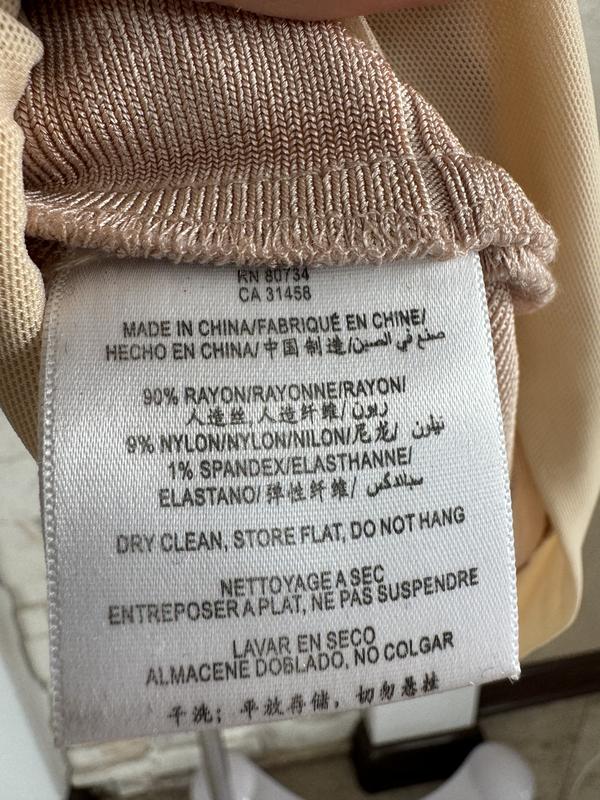 RN 80734
CA 31458
MADE IN CHINA/FABRIQUÉ EN CHINE/
HECHO EN CHINA/中国制造/صنع في الصين
90% RAYON/RAYONNE/RAYON/
人造丝,人造纤维/ريون
9% NYLON/NYLON/NILON/尼龙/ نيلون
1% SPANDEX/ELASTHANNE/
ELASTANO/弹性纤维/ سباندكس
DRY CLEAN, STORE FLAT, DO NOT HANG
NETTOYAGE A SEC
ENTREPOSER A PLAT, NE PAS SUSPENDRE
LAVAR EN SECO
ALMACENE DOBLADO, NO COLGAR
干洗; 平放存储, 切勿悬挂